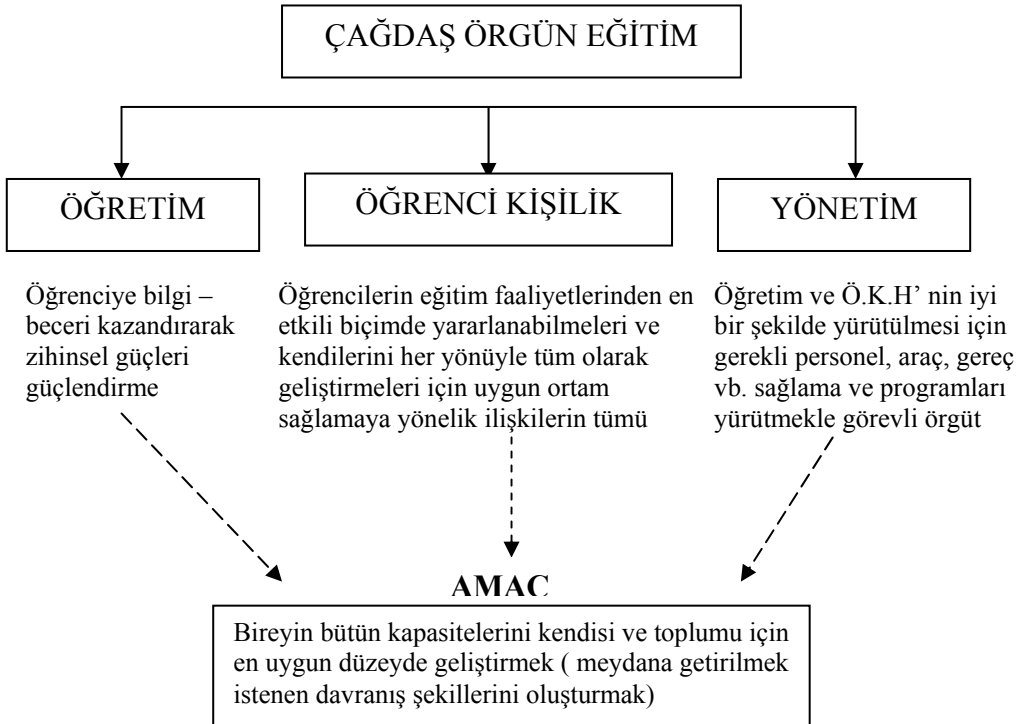 ÇAĞDAŞ ÖRGÜN EĞİTİM
ÖĞRETİM
ÖĞRENCİ KİŞİLİK
YÖNETİM
Öğrenciye bilgi –
beceri kazandırarak
zihinsel güçleri
güçlendirme
Öğrencilerin eğitim faaliyetlerinden en
etkili biçimde yararlanabilmeleri ve
kendilerini her yönüyle tüm olarak
geliştirmeleri için uygun ortam
sağlamaya yönelik ilişkilerin tümü
Öğretim ve Ö.K.H’ nin iyi
bir şekilde yürütülmesi için
gerekli personel, araç, gereç
vb. sağlama ve programları
yürütmekle görevli örgüt
AMAÇ
Bireyin bütün kapasitelerini kendisi ve toplumu için
en uygun düzeyde geliştirmek ( meydana getirilmek
istenen davranış şekillerini oluşturmak)